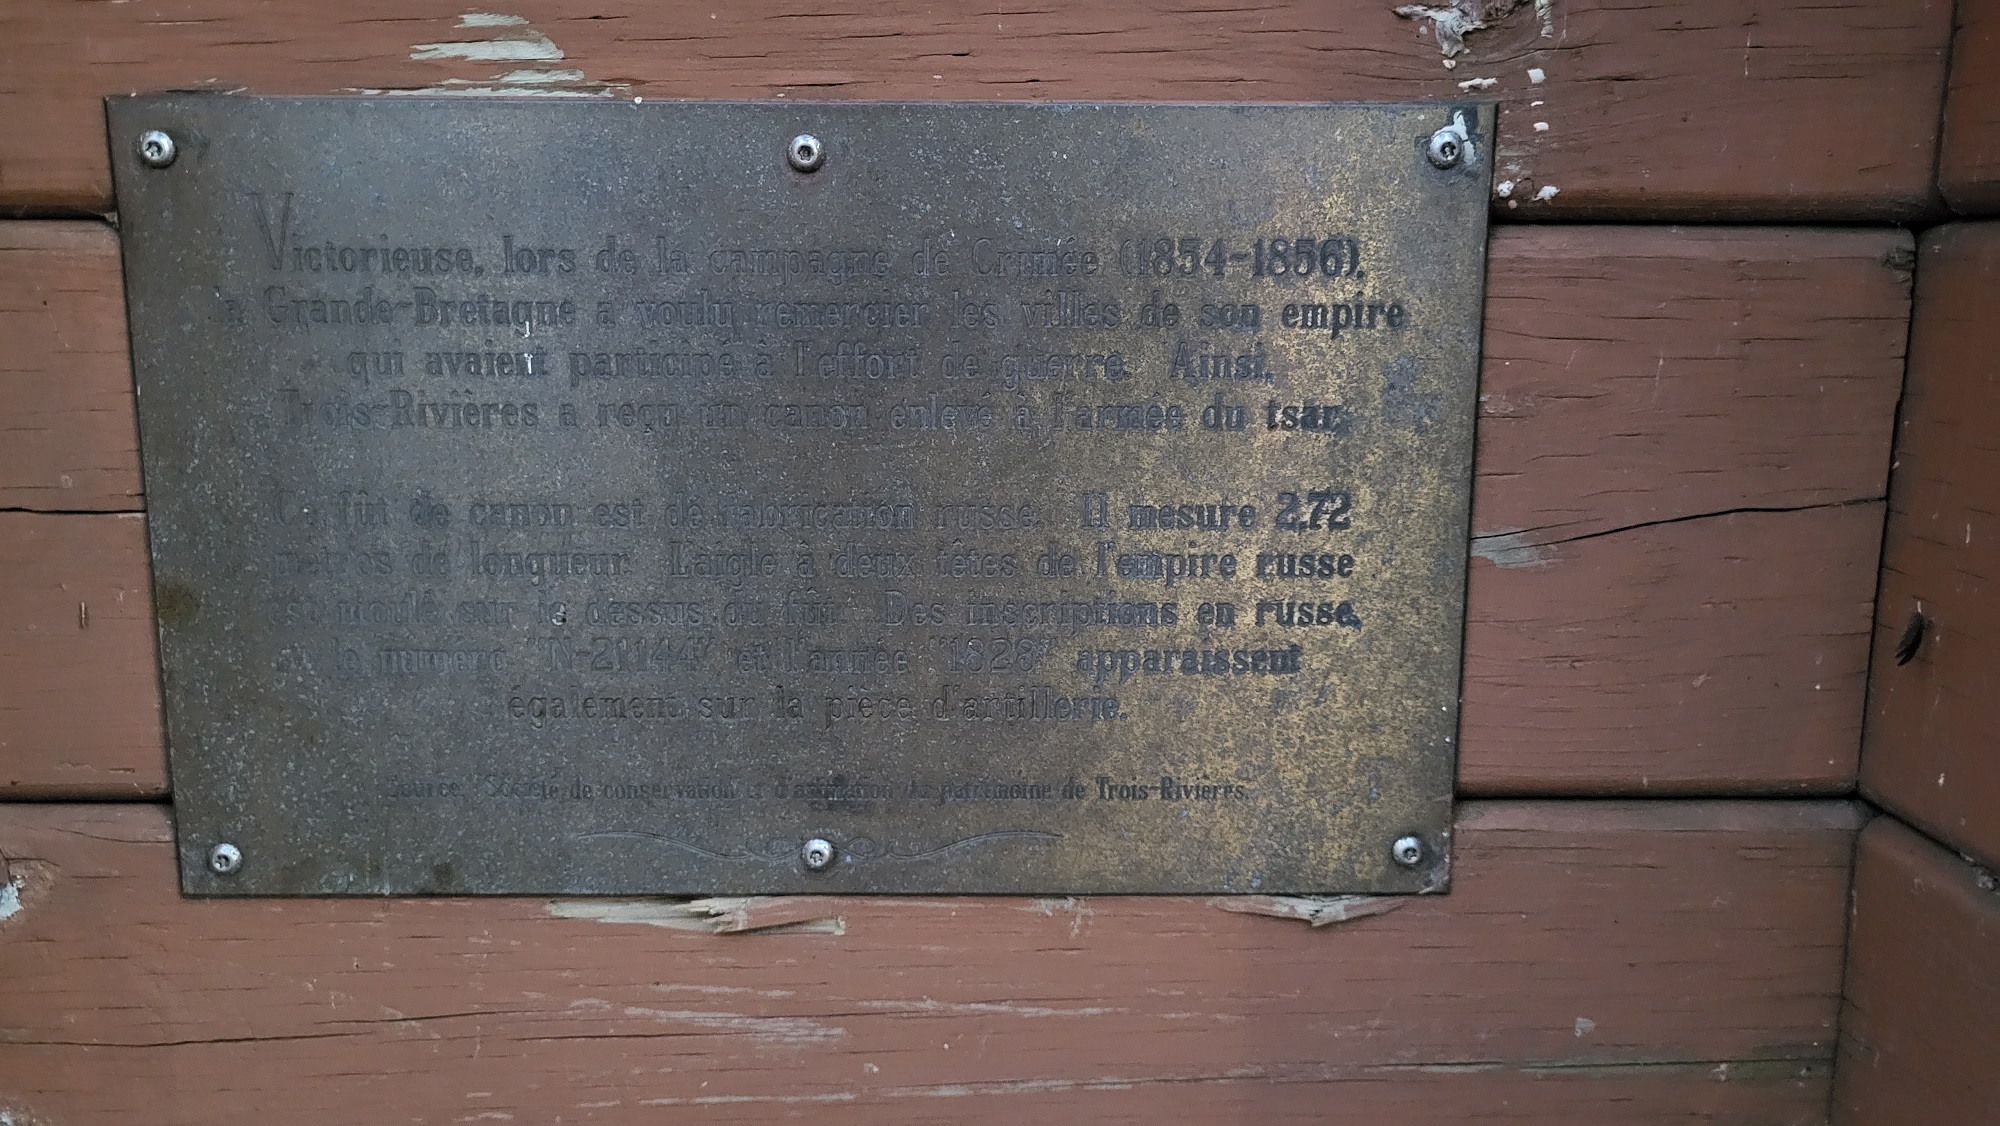 Victorieuse, lors de la campagne de Crimée (1854-1856),
la Grande-Bretagne a voulu remercier les villes de son empire
qui avaient participé à l'effort de guerre. Ainsi,
Trois-Rivières a reçu un canon enlevé à l'armée du tsar.
Ce fût de canon est de fabrication russe. Il mesure 2,72
mètres de longueur. L'aigle à deux têtes de l'empire russe
est moulé sur le dessus du fût. Des inscriptions en russe,
le numéro "N-21144" et l'année "1828" apparaissent
également sur la pièce d'artillerie.
Source: Société de conservation et d'animation du patrimoine de Trois-Rivières.